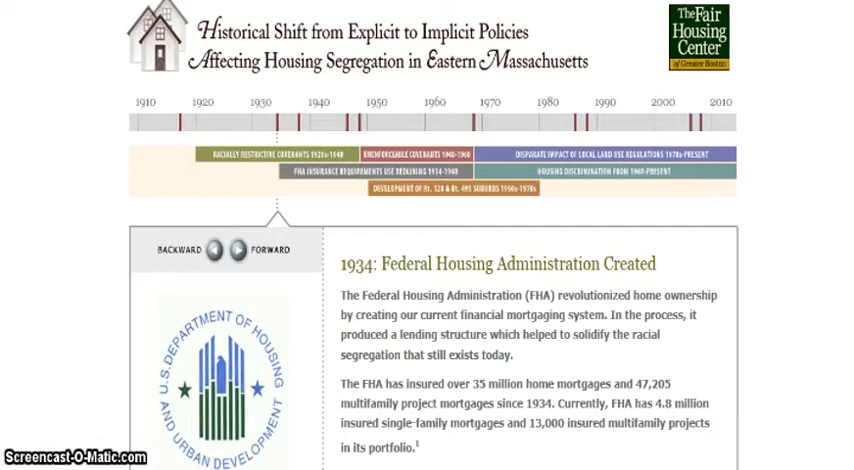 Historical Shift from Explicit to Implicit Policies
Affecting Housing Segregation in Eastern Massachusetts
The Fair
Housing
Center
of Greater Boston
1910 1920 1930 1940 1950 1960 1970 1980 1990 2000 2010
RACIALLY RESTRICTIVE COVENANTS 1920s-1948 UNENFORCEABLE COVENANTS 1948-1968 DISPARATE IMPACT OF LOCAL LAND USE REGULATIONS 1970s-PRESENT
FHA INSURANCE REQUIREMENTS USE REDLINING 1934-1968 HOUSING DISCRIMINATION FROM 1968-PRESENT
DEVELOPMENT OF Rt. 128 & Rt. 495 SUBURBS 1950s-1970s
BACKWARD FORWARD
U.S. DEPARTMENT OF HOUSING
AND URBAN DEVELOPMENT
1934: Federal Housing Administration Created
The Federal Housing Administration (FHA) revolutionized home ownership
by creating our current financial mortgaging system. In the process, it
produced a lending structure which helped to solidify the racial
segregation that still exists today.
The FHA has insured over 35 million home mortgages and 47,205
multifamily project mortgages since 1934. Currently, FHA has 4.8 million
insured single-family mortgages and 13,000 insured multifamily projects
in its portfolio.1
Screencast-O-Matic.com